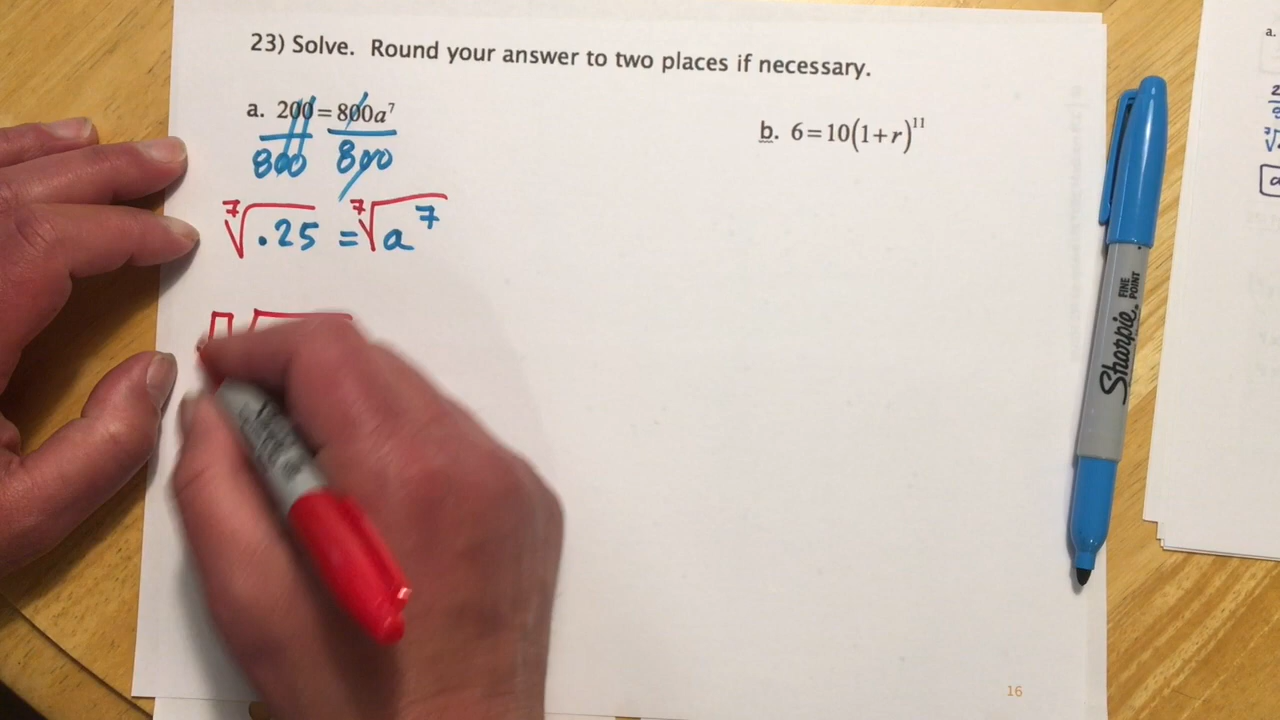 23) Solve. Round your answer to two places if necessary.
a. 200 = 800a⁷
800 800
⁷√.25 = ⁷√a⁷
b. 6=10(1+r)¹¹
Sharpie. FINE POINT
16
a.